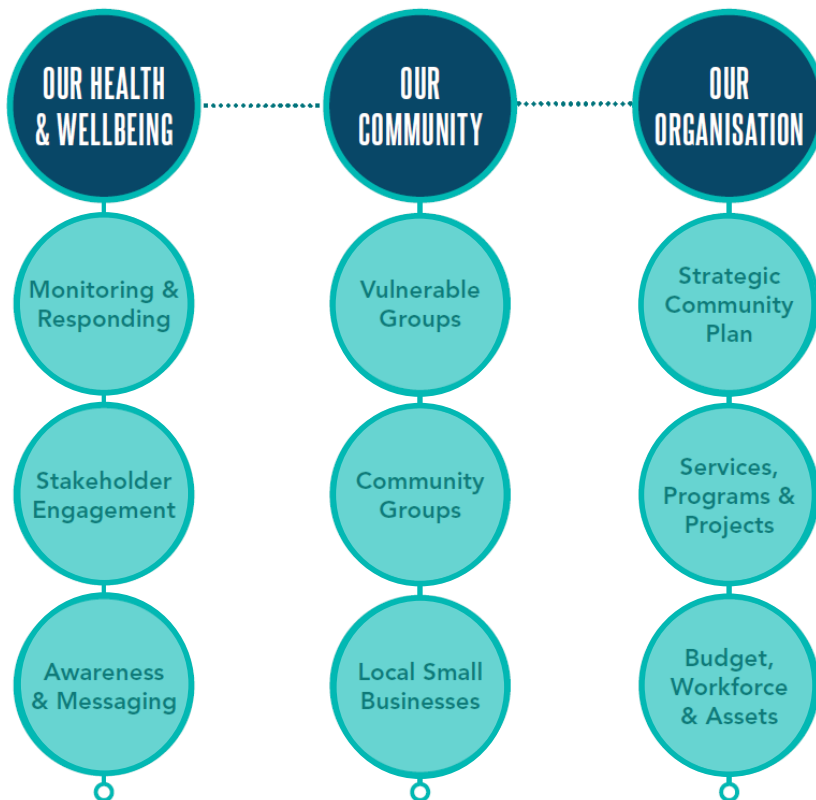 OUR HEALTH
& WELLBEING
OUR
COMMUNITY
OUR
ORGANISATION
Monitoring &
Responding
Vulnerable
Groups
Strategic
Community
Plan
Stakeholder
Engagement
Community
Groups
Services,
Programs &
Projects
Awareness
& Messaging
Local Small
Businesses
Budget,
Workforce
& Assets